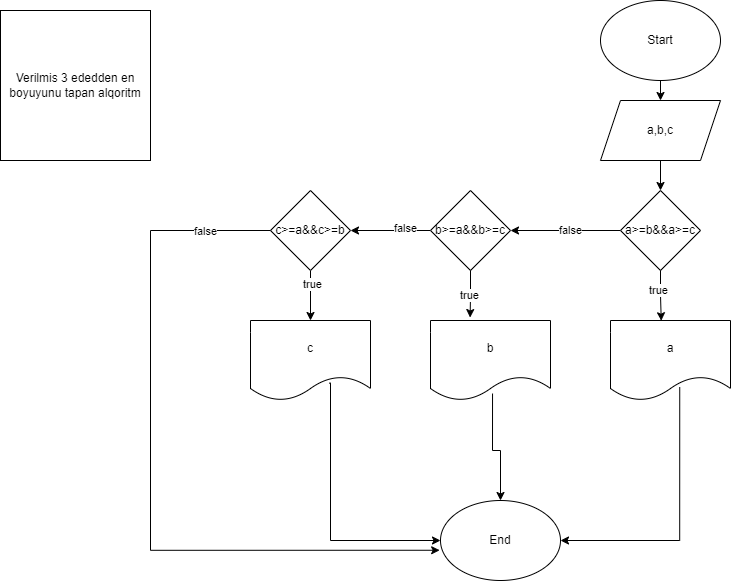 Start
Verilmis 3 ededden en
boyuyunu tapan alqoritm
a,b,c
a>=b&&a>=c
false
b>=a&&b>=c
false
c>=a&&c>=b
false
true
true
true
c
b
a
End